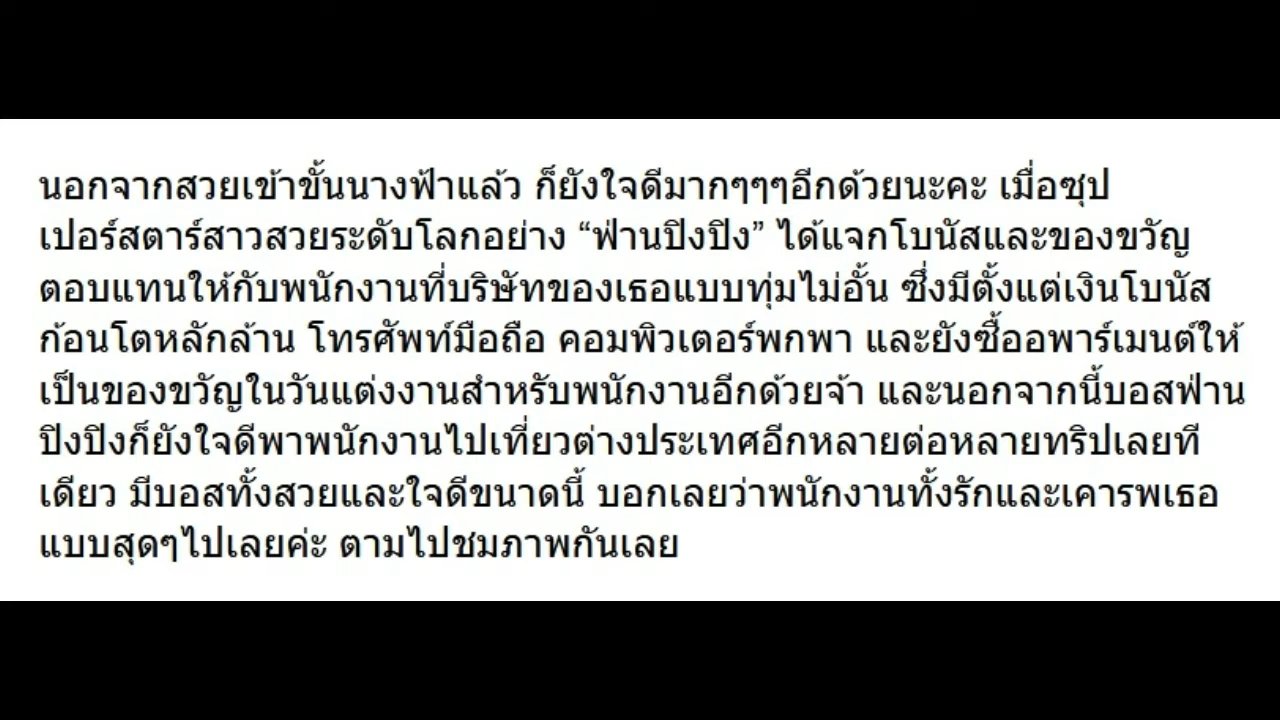 นอกจากสวยเข้าขั้นนางฟ้าแล้ว ก็ยังใจดีมากๆๆๆอีกด้วยนะคะ เมื่อซุป
เปอร์สตาร์สาวสวยระดับโลกอย่าง “ฟ่านปิงปิง” ได้แจกโบนัสและของขวัญ
ตอบแทนให้กับพนักงานที่บริษัทของเธอแบบทุ่มไม่อั้น ซึ่งมีตั้งแต่เงินโบนัส
ก้อนโตหลักล้าน โทรศัพท์มือถือ คอมพิวเตอร์พกพา และยังซื้ออพาร์เมนต์ให้
เป็นของขวัญในวันแต่งงานสำหรับพนักงานอีกด้วยจ้า และนอกจากนี้บอสฟ่าน
ปิงปิงก็ยังใจดีพาพนักงานไปเที่ยวต่างประเทศอีกหลายต่อหลายทริปเลยที
เดียว มีบอสทั้งสวยและใจดีขนาดนี้ บอกเลยว่าพนักงานทั้งรักและเคารพเธอ
แบบสุดๆไปเลยค่ะ ตามไปชมภาพกันเลย